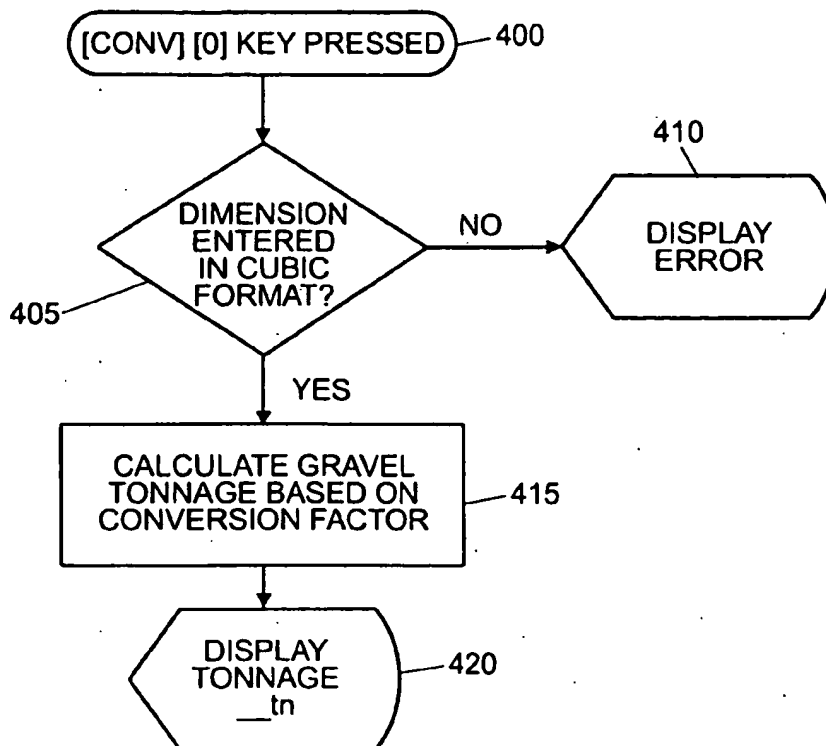 [CONV] [0] KEY PRESSED
400
410
DIMENSION
ENTERED
IN CUBIC
FORMAT?
NO
DISPLAY
ERROR
405
YES
CALCULATE GRAVEL
TONNAGE BASED ON
CONVERSION FACTOR
415
DISPLAY
TONNAGE
__tn
420